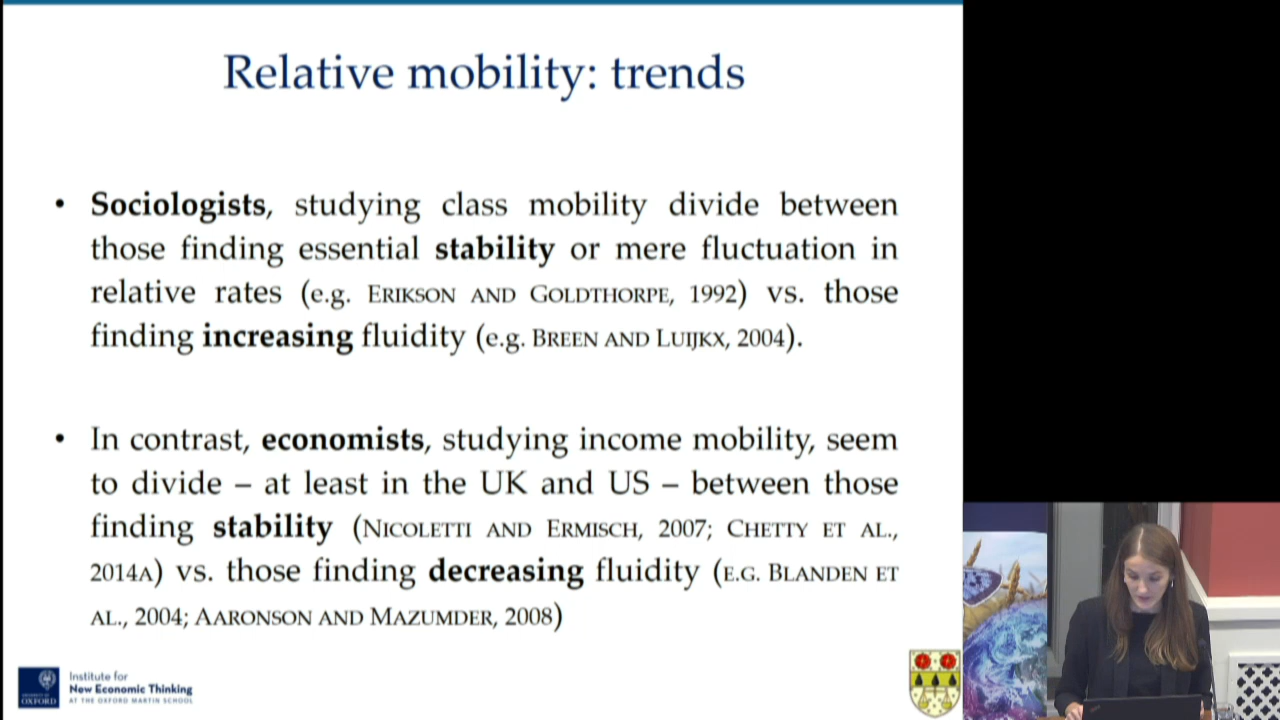 Relative mobility: trends
• Sociologists, studying class mobility divide between
those finding essential stability or mere fluctuation in
relative rates (e.g. ERIKSON AND GOLDTHORPE, 1992) vs. those
finding increasing fluidity (e.g. BREEN AND LUIJKX, 2004).
• In contrast, economists, studying income mobility, seem
to divide – at least in the UK and US – between those
finding stability (NICOLETTI AND ERMISCH, 2007; CHETTY ET AL.,
2014A) vs. those finding decreasing fluidity (E.G. BLANDEN ET
AL., 2004; AARONSON AND MAZUMDER, 2008)
UNIVERSITY OF
OXFORD
Institute for
New Economic Thinking
AT THE OXFORD MARTIN SCHOOL